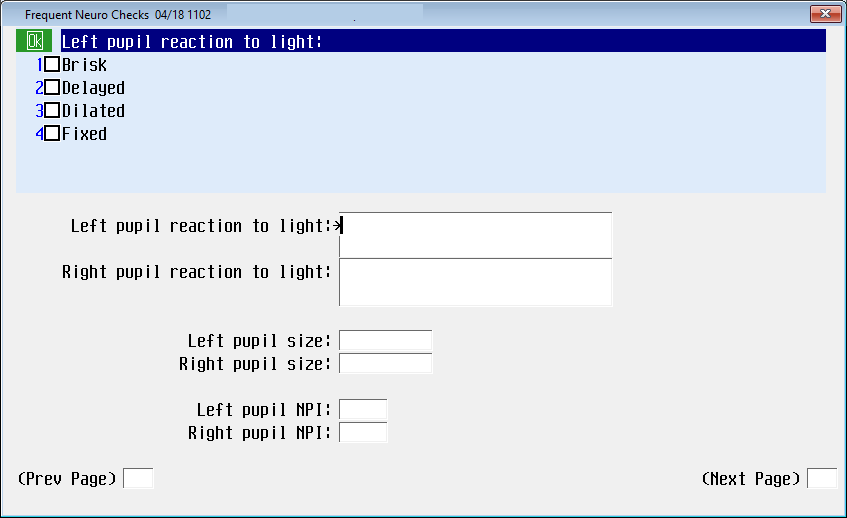 Frequent Neuro Checks 04/18 1102
Ok Left pupil reaction to light:
1 Brisk
2 Delayed
3 Dilated
4 Fixed
Left pupil reaction to light:
Right pupil reaction to light:
Left pupil size:
Right pupil size:
Left pupil NPI:
Right pupil NPI:
(Prev Page) (Next Page)